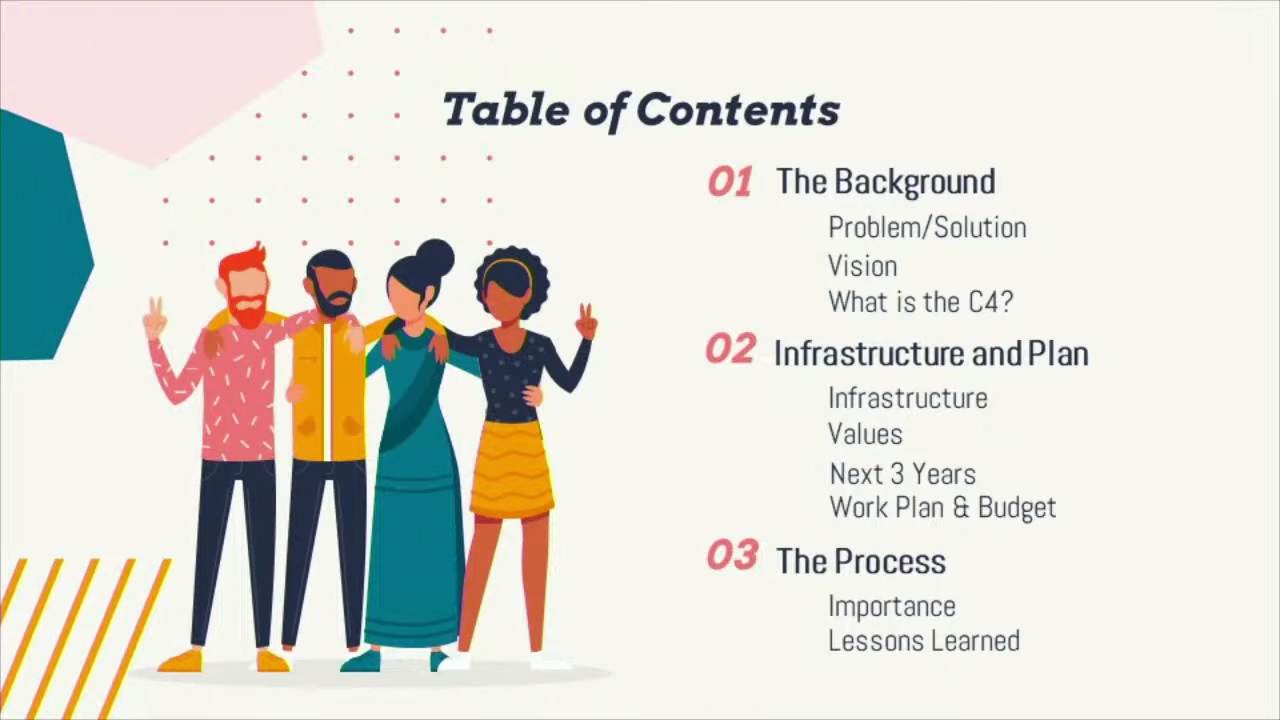 Table of Contents
01 The Background
Problem/Solution
Vision
What is the C4?
02 Infrastructure and Plan
Infrastructure
Values
Next 3 Years
Work Plan & Budget
03 The Process
Importance
Lessons Learned